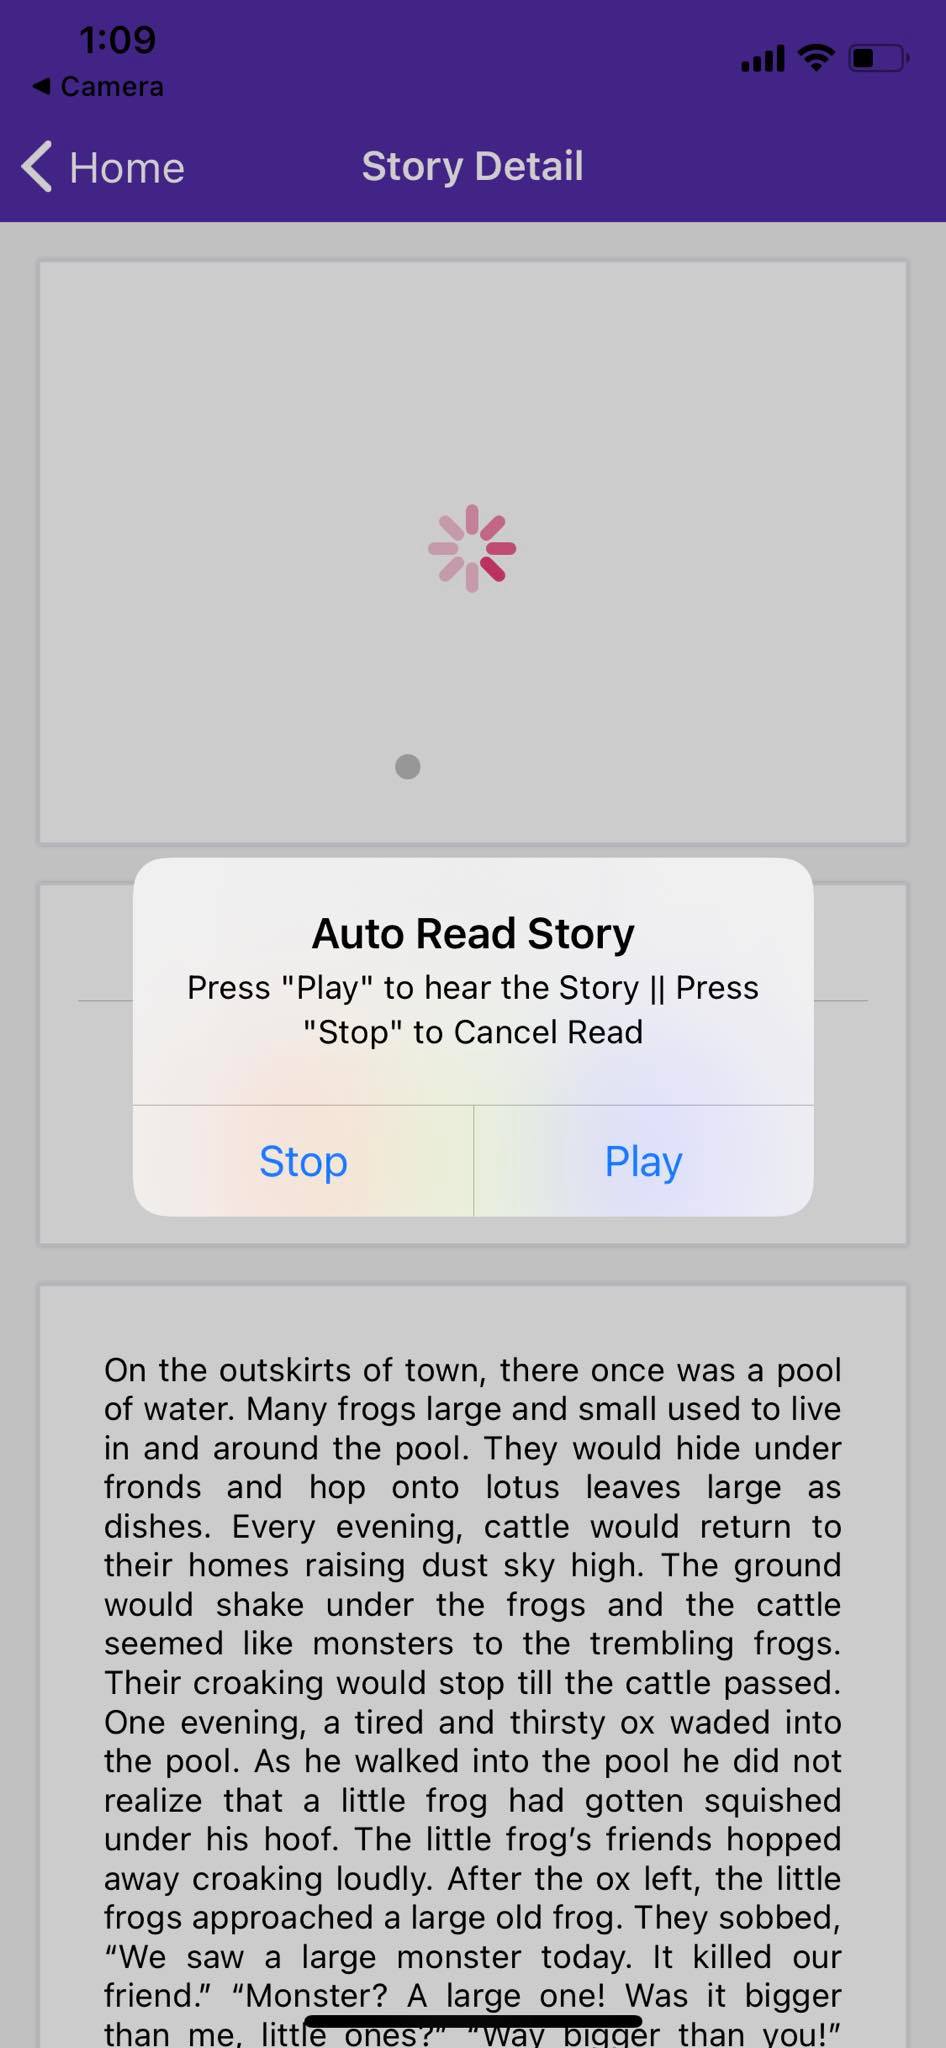 1:09
Camera
Home
Story Detail
Auto Read Story
Press "Play" to hear the Story || Press
"Stop" to Cancel Read
Stop
Play
On the outskirts of town, there once was a pool
of water. Many frogs large and small used to live
in and around the pool. They would hide under
fronds and hop onto lotus leaves large as
dishes. Every evening, cattle would return to
their homes raising dust sky high. The ground
would shake under the frogs and the cattle
seemed like monsters to the trembling frogs.
Their croaking would stop till the cattle passed.
One evening, a tired and thirsty ox waded into
the pool. As he walked into the pool he did not
realize that a little frog had gotten squished
under his hoof. The little frog’s friends hopped
away croaking loudly. After the ox left, the little
frogs approached a large old frog. They sobbed,
“We saw a large monster today. It killed our
friend.” “Monster? A large one! Was it bigger
than me, little ones?” “Way bigger than you!”